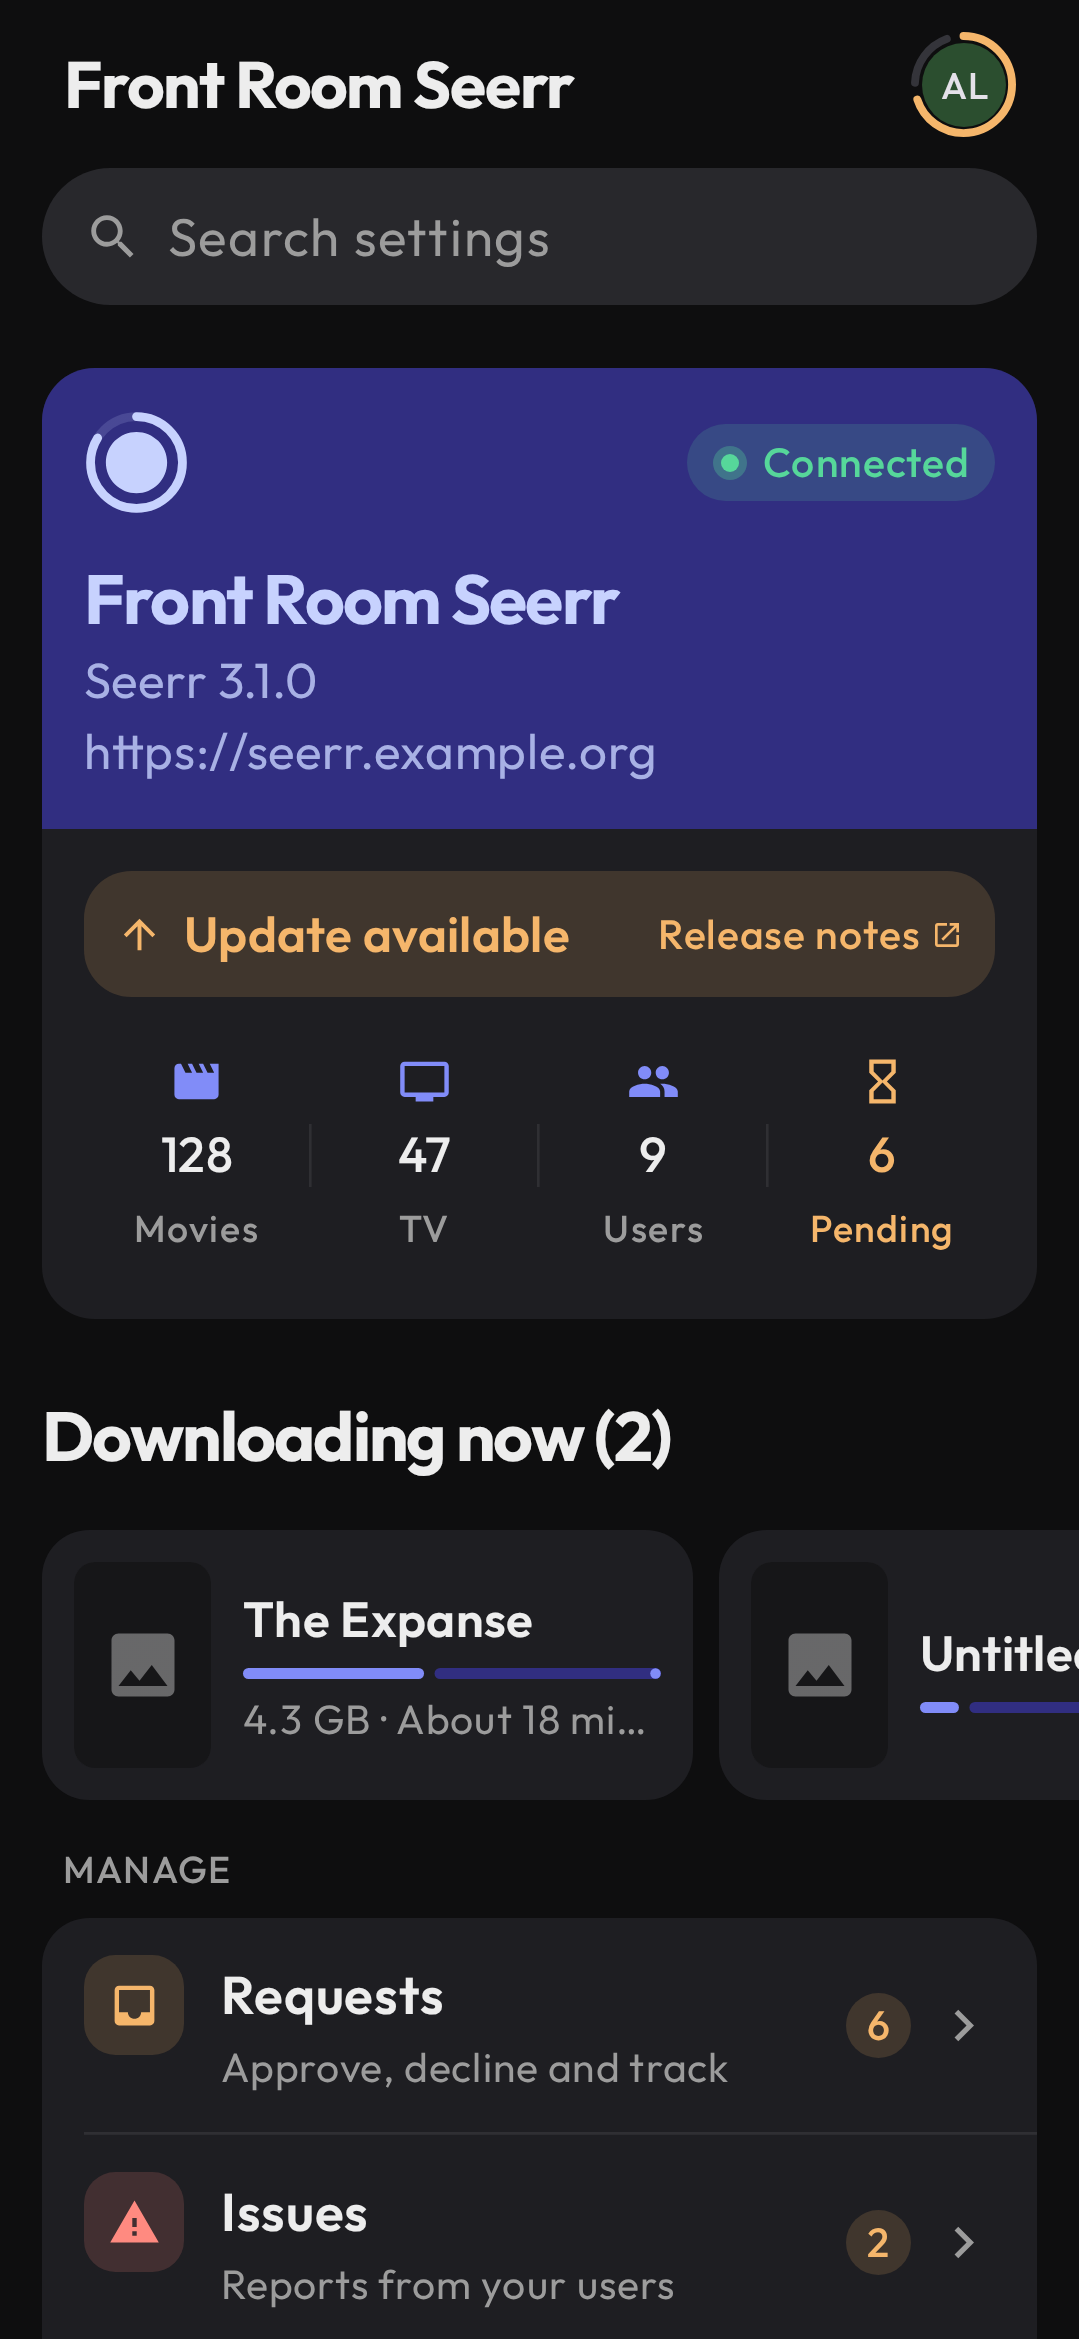 Front Room Seerr
AL
Search settings
Connected
Front Room Seerr
Seerr 3.1.0
https://seerr.example.org
Update available
Release notes
128
47
9
6
Movies
TV
Users
Pending
Downloading now (2)
The Expanse
4.3 GB · About 18 mi...
Untitled
MANAGE
Requests
Approve, decline and track
6
Issues
Reports from your users
2